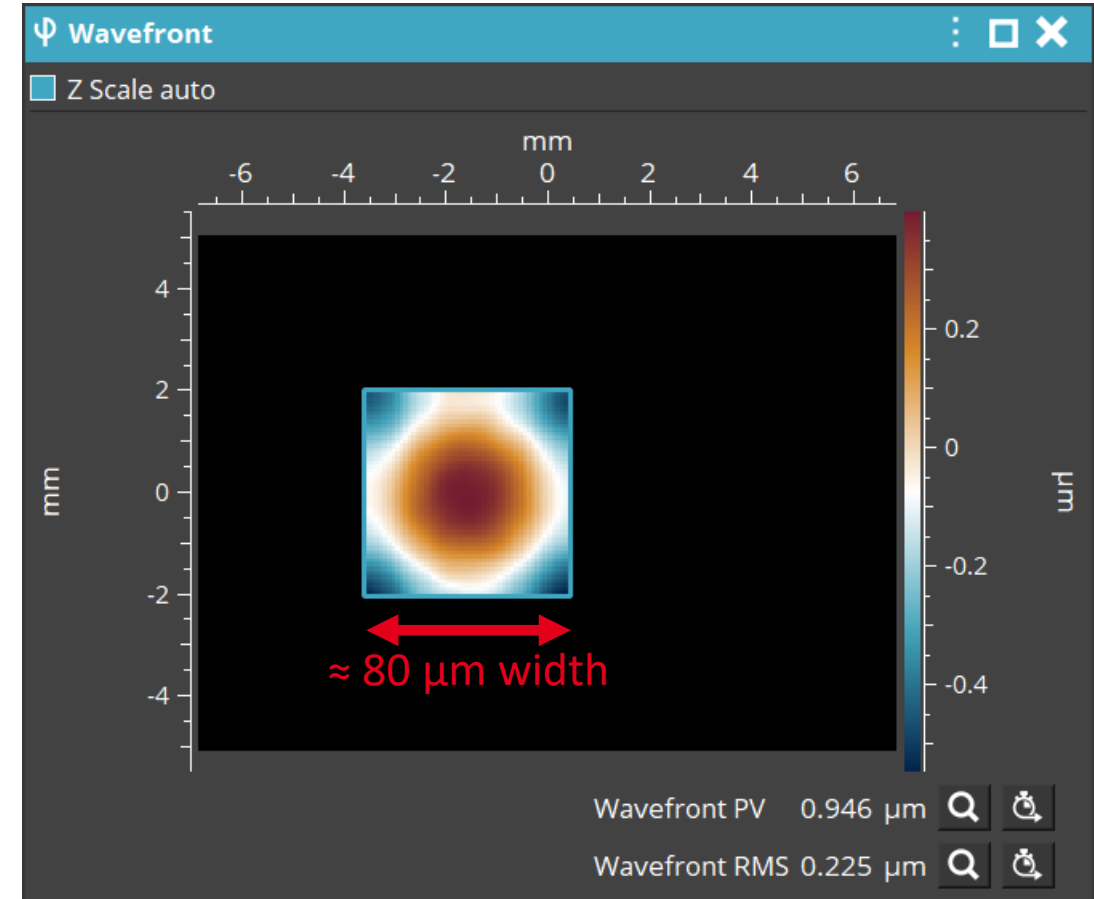 Ψ Wavefront
Z Scale auto
mm
-6 -4 -2 0 2 4 6
4
2
0
-2
-4
mm
0.2
0
-0.2
-0.4
µm
≈ 80 µm width
Wavefront PV 0.946 µm
Wavefront RMS 0.225 µm